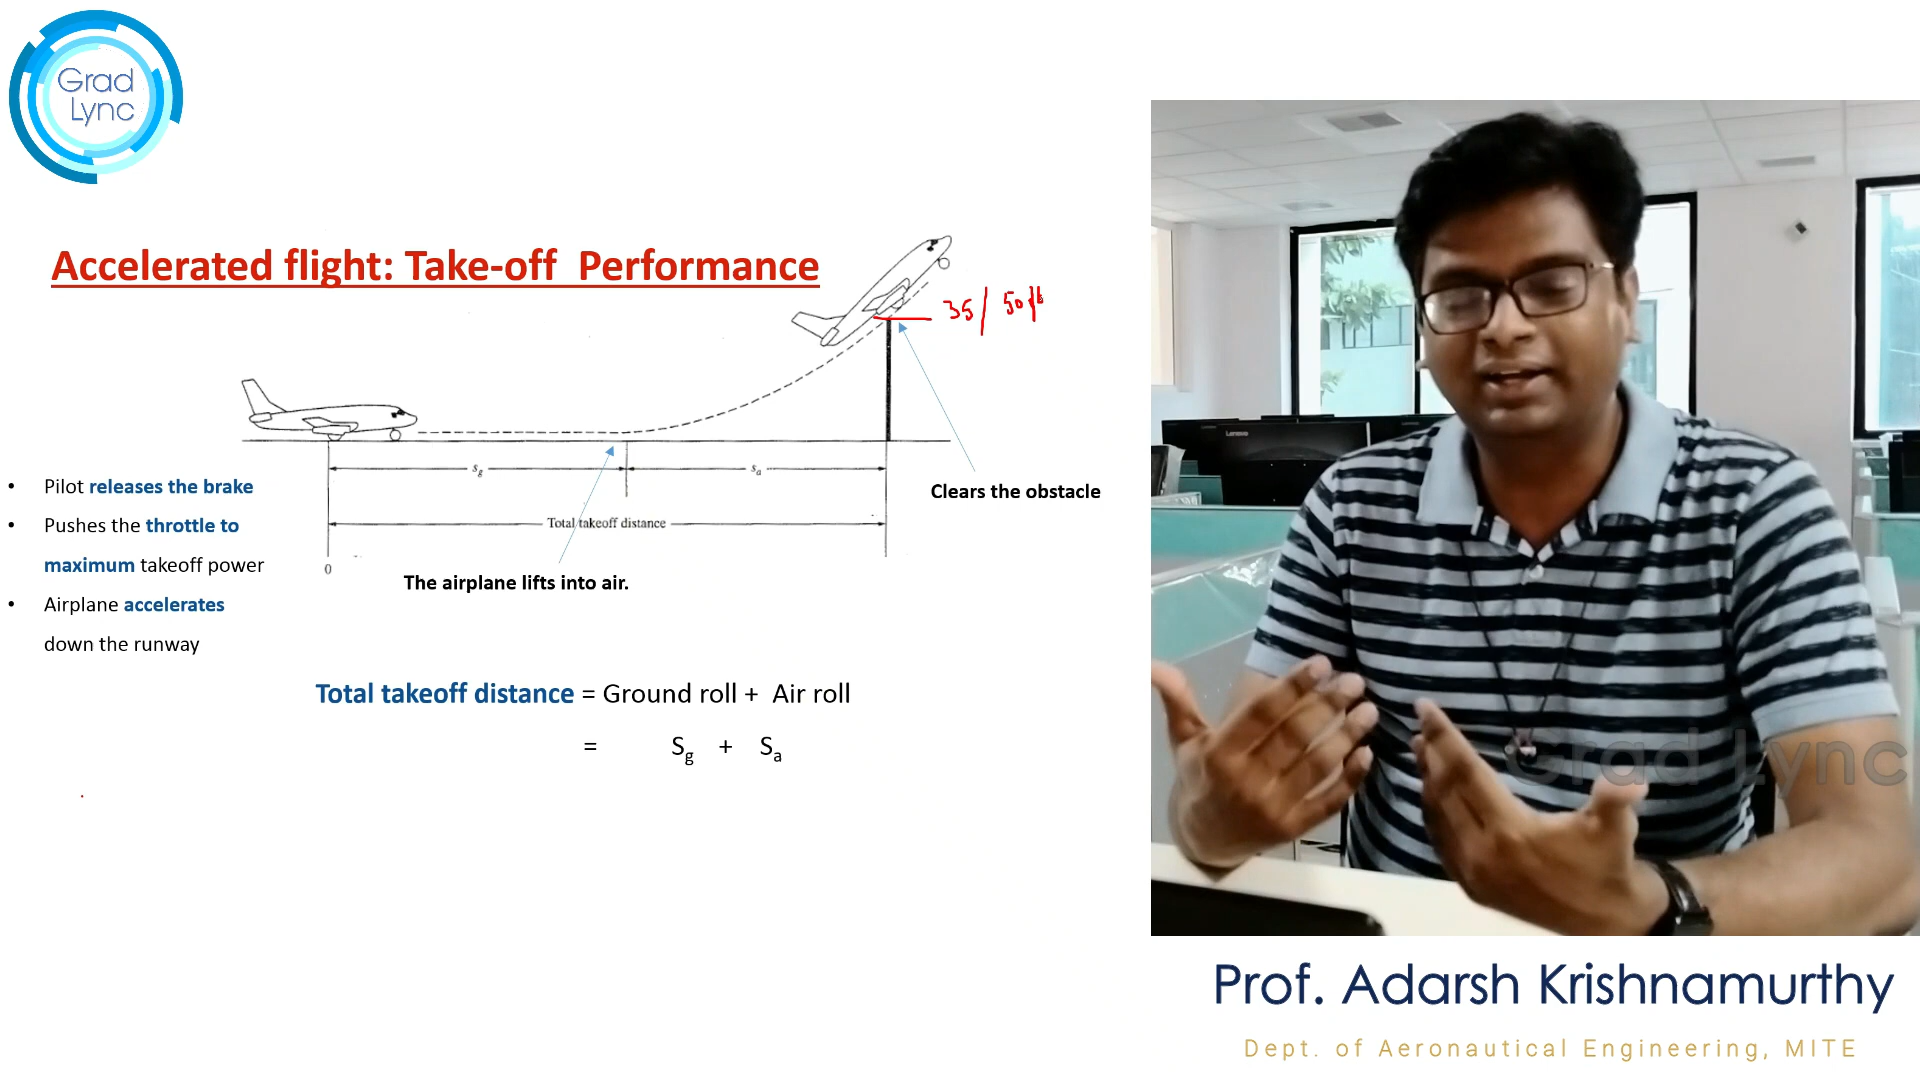 Grad
Lync
Accelerated flight: Take-off Performance
35 / 50 ft
s_g
s_a
Clears the obstacle
Total takeoff distance
0
The airplane lifts into air.
• Pilot releases the brake
• Pushes the throttle to
maximum takeoff power
• Airplane accelerates
down the runway
Total takeoff distance = Ground roll + Air roll
= S_g + S_a
Lenovo
Grad Lync
Prof. Adarsh Krishnamurthy
Dept. of Aeronautical Engineering, MITE